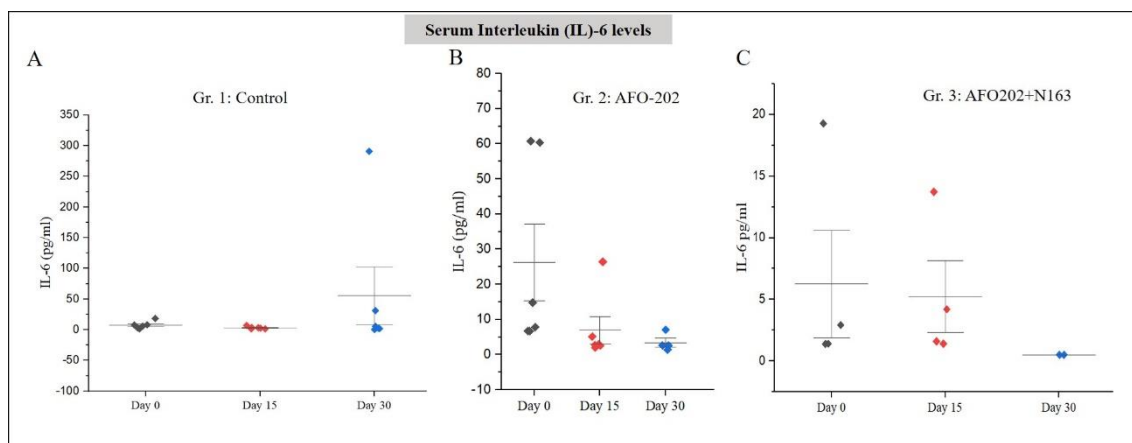 Serum Interleukin (IL)-6 levels
A
Gr. 1: Control
IL-6 (pg/ml)
350
300
250
200
150
100
50
0
-50
-100
Day 0
Day 15
Day 30
B
Gr. 2: AFO-202
IL-6 (pg/ml)
80
70
60
50
40
30
20
10
0
-10
Day 0
Day 15
Day 30
C
Gr. 3: AFO202+N163
IL-6 pg/ml
20
15
10
5
0
Day 0
Day 15
Day 30